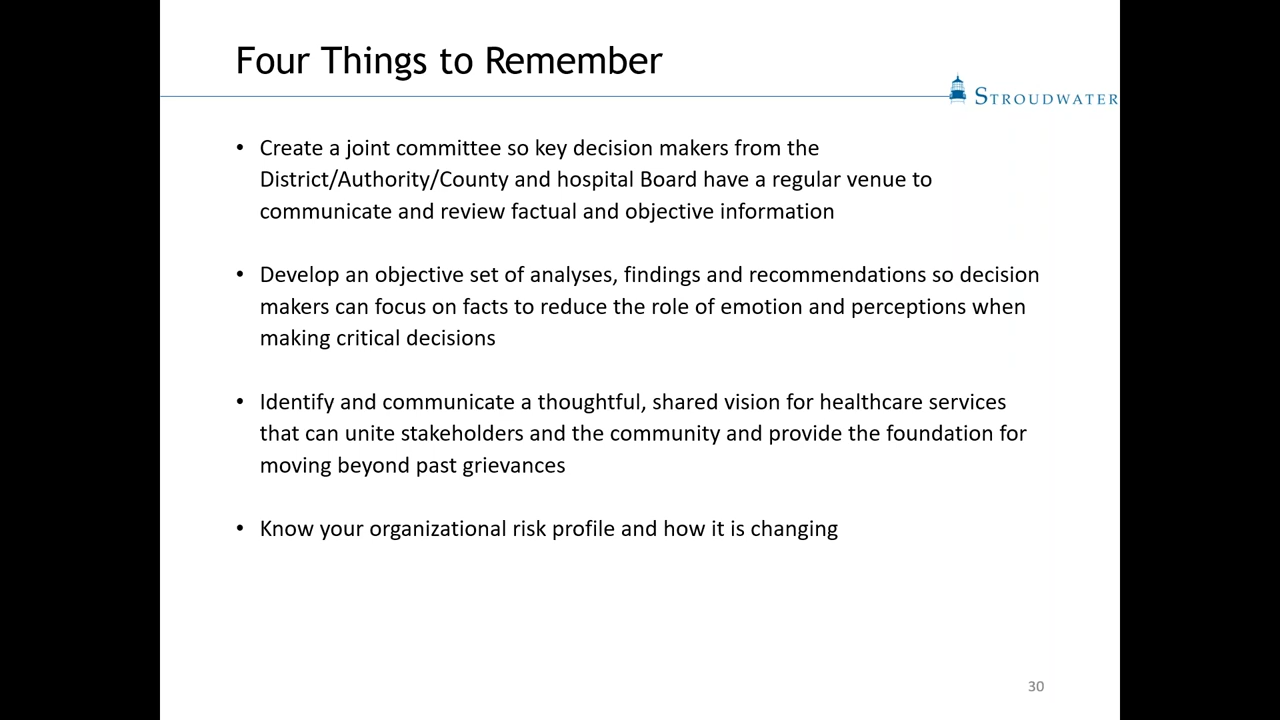 Four Things to Remember
STROUDWATER
• Create a joint committee so key decision makers from the
District/Authority/County and hospital Board have a regular venue to
communicate and review factual and objective information
• Develop an objective set of analyses, findings and recommendations so decision
makers can focus on facts to reduce the role of emotion and perceptions when
making critical decisions
• Identify and communicate a thoughtful, shared vision for healthcare services
that can unite stakeholders and the community and provide the foundation for
moving beyond past grievances
• Know your organizational risk profile and how it is changing
30